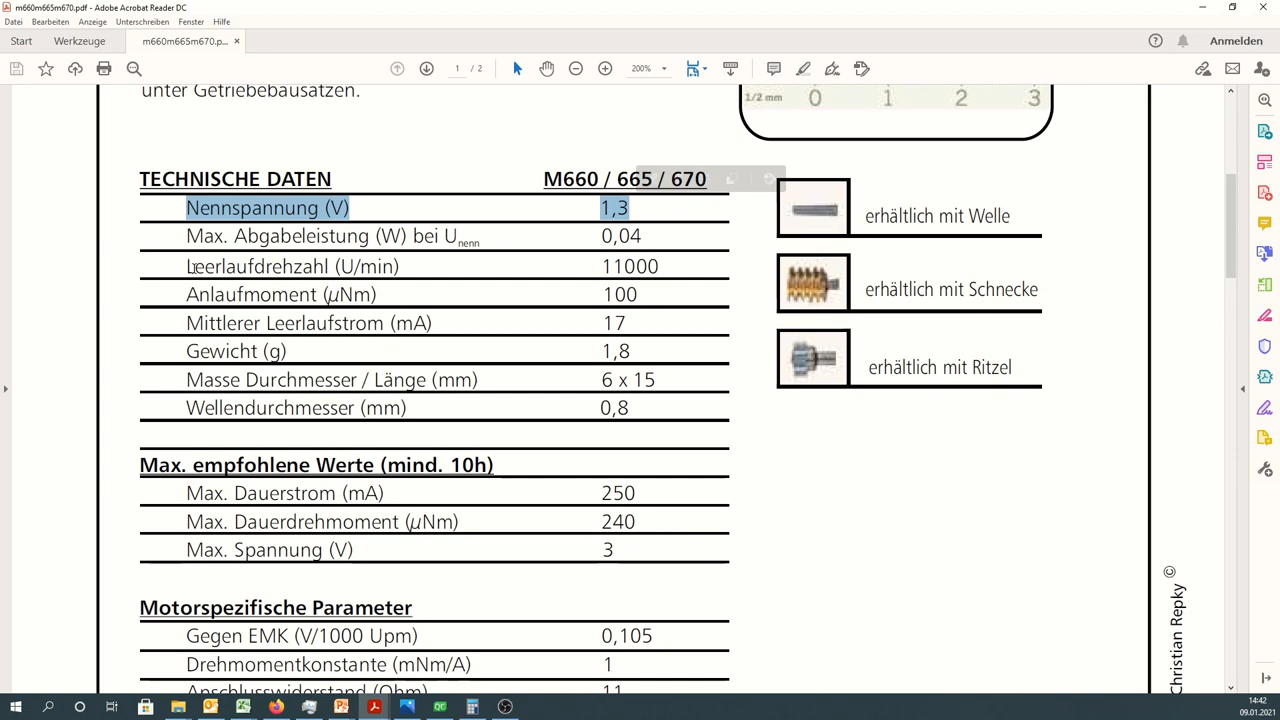 m660m665m670.pdf - Adobe Acrobat Reader DC
Datei Bearbeiten Anzeige Unterschreiben Fenster Hilfe
Start Werkzeuge m660m665m670.p... × Anmelden
1 / 2 200%
unter Getriebebausätzen.
1/2 mm 0 1 2 3
TECHNISCHE DATEN M660 / 665 / 670
Nennspannung (V) 1,3
Max. Abgabeleistung (W) bei Unenn 0,04
Leerlaufdrehzahl (U/min) 11000
Anlaufmoment (µNm) 100
Mittlerer Leerlaufstrom (mA) 17
Gewicht (g) 1,8
Masse Durchmesser / Länge (mm) 6 x 15
Wellendurchmesser (mm) 0,8
erhältlich mit Welle
erhältlich mit Schnecke
erhältlich mit Ritzel
Max. empfohlene Werte (mind. 10h)
Max. Dauerstrom (mA) 250
Max. Dauerdrehmoment (µNm) 240
Max. Spannung (V) 3
Motorspezifische Parameter
Gegen EMK (V/1000 Upm) 0,105
Drehmomentkonstante (mNm/A) 1
Anschlusswiderstand (Ohm) 11
Christian Repky ©
14:42
09.01.2021